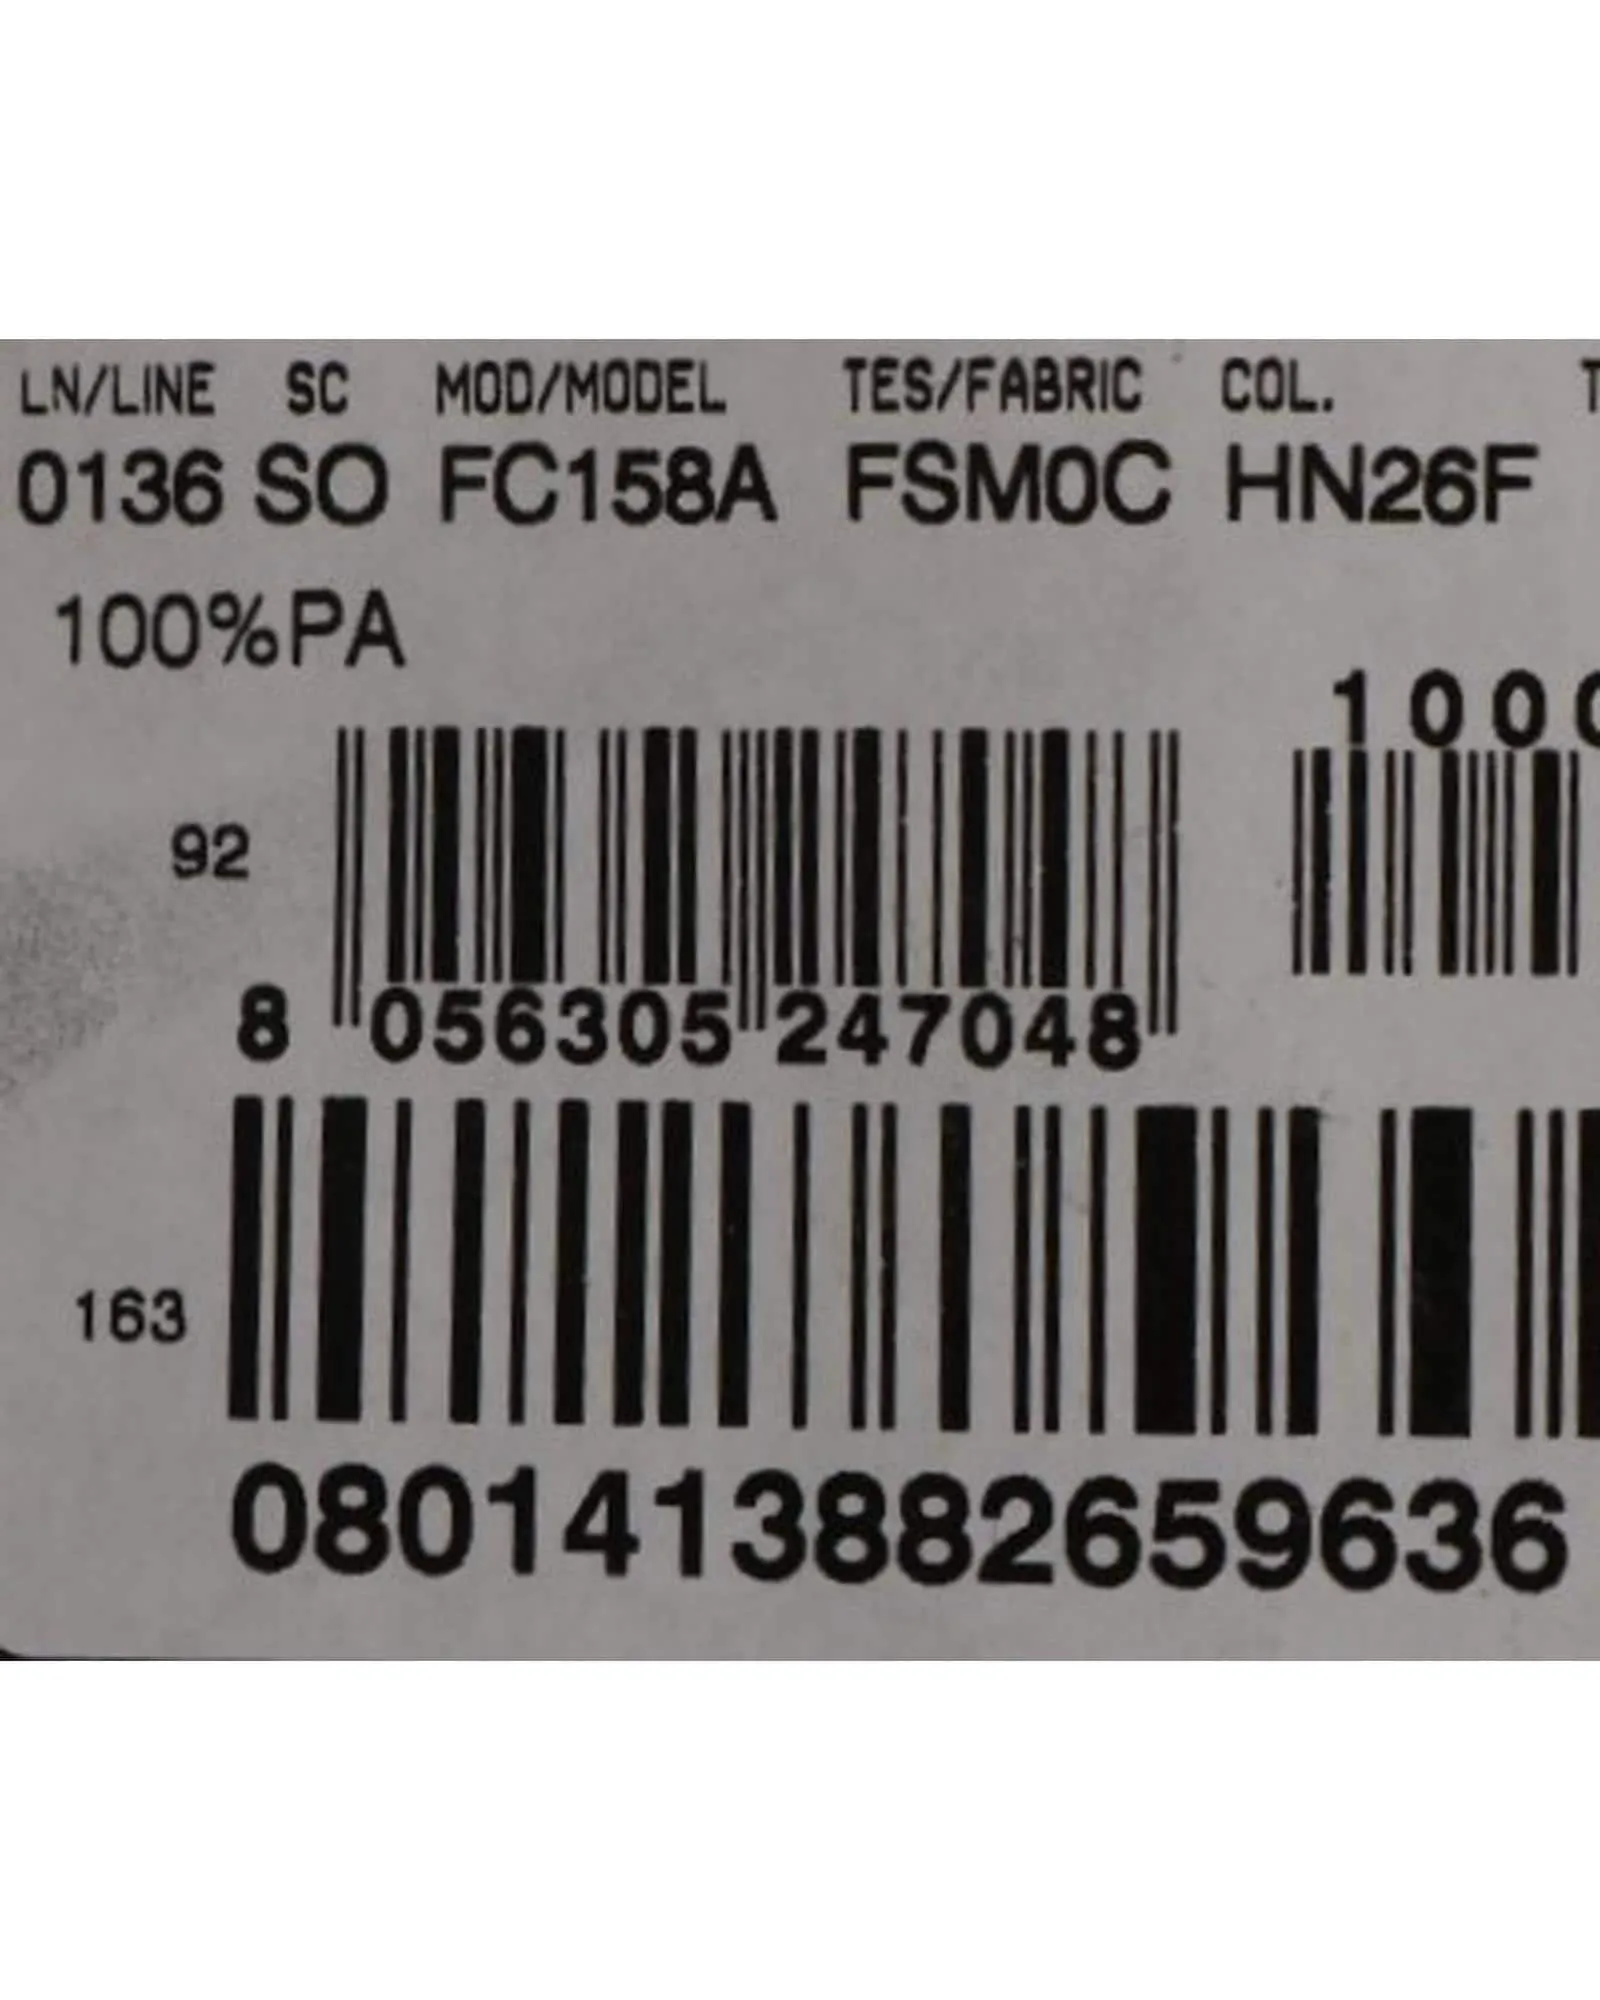 LN/LINE SC MOD/MODEL TES/FABRIC COL.
0136 SO FC158A FSM0C HN26F
100%PA
100
92
8 056305 247048
163
0801413882659636